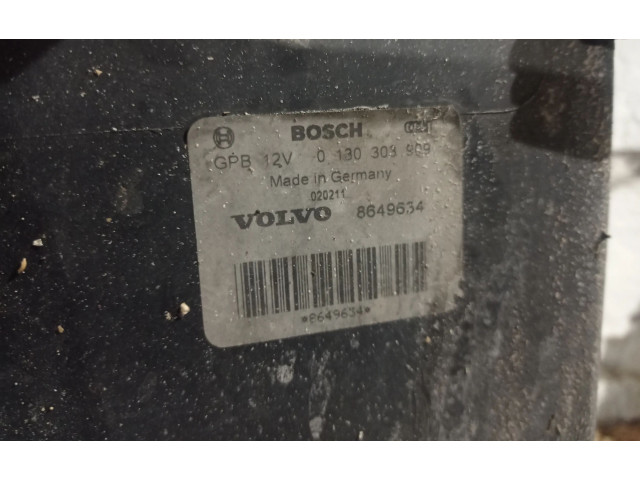 BOSCH
GPB 12V 0 130 303 909
Made in Germany
020211
VOLVO 8649634
*8649634*